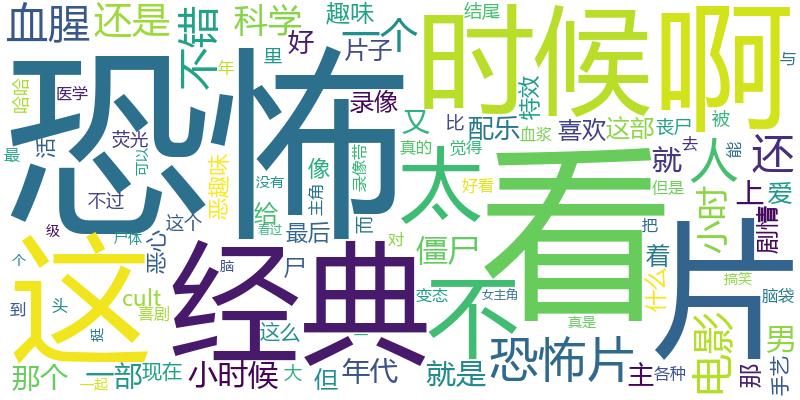 血腥
还是
科学
趣味
一个
结尾
时候
啊
恐怖
不错
好
片子
里
年
哈哈
医学
录像
特效
与
最
活
荧光
又
配乐
比
血浆
喜欢
这部
丧尸
被
可以
恶趣味
像
录像带
真的
觉得
太
看
就
人
去
能
还
不过
没有
主角
而
好看
但是
上
爱
级
这个
给
尸体
恶心
看过
最后
对
僵尸
小时
把
剧情
个
这
经典
不
着
片
脑
尸
到
头
挺
cult
喜剧
这么
变态
女主角
什么
搞笑
脑袋
一
真是
恐怖片
电影
男
那个
一部
现在
一起
小时候
大
但
年代
就是
主
各种
那
手艺